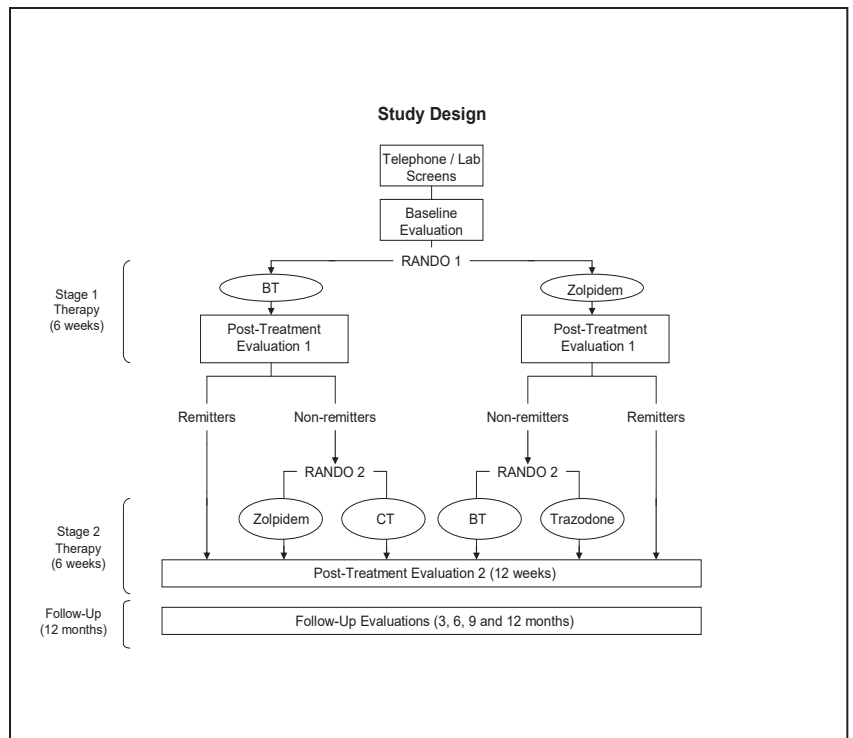 Study Design
Telephone / Lab
Screens
Baseline
Evaluation
RANDO 1
Stage 1
Therapy
(6 weeks)
BT
Zolpidem
Post-Treatment
Evaluation 1
Post-Treatment
Evaluation 1
Remitters
Non-remitters
Non-remitters
Remitters
RANDO 2
RANDO 2
Stage 2
Therapy
(6 weeks)
Zolpidem
CT
BT
Trazodone
Post-Treatment Evaluation 2 (12 weeks)
Follow-Up
(12 months)
Follow-Up Evaluations (3, 6, 9 and 12 months)